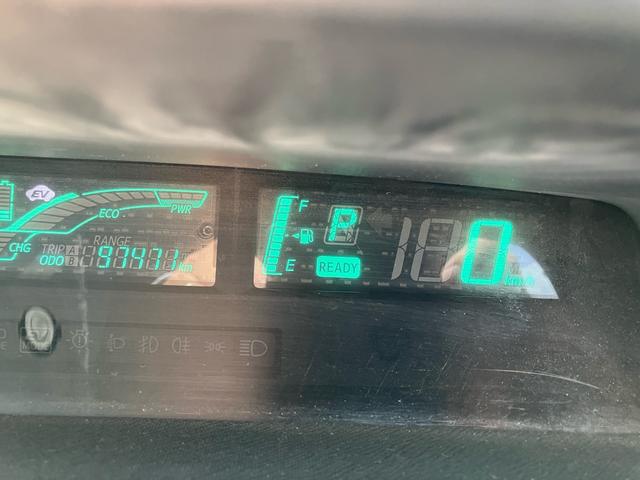 EV
ECO PWR
CHG
RANGE
TRIP A
ODO B km
F
P
E READY
0 km/h